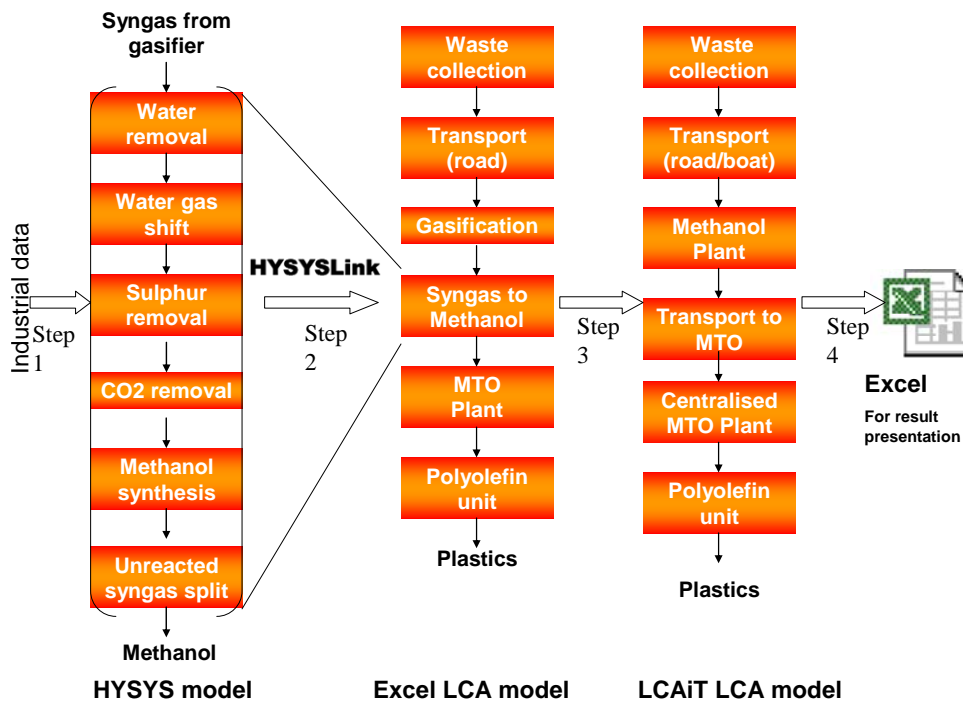 Syngas from
gasifier
Water
removal
Water gas
shift
Sulphur
removal
CO2 removal
Methanol
synthesis
Unreacted
syngas split
Methanol
HYSYS model
Industrial data
Step
1
HYSYSLink
Step
2
Waste
collection
Transport
(road)
Gasification
Syngas to
Methanol
MTO
Plant
Polyolefin
unit
Plastics
Excel LCA model
Step
3
Waste
collection
Transport
(road/boat)
Methanol
Plant
Transport to
MTO
Centralised
MTO Plant
Polyolefin
unit
Plastics
LCAiT LCA model
Step
4
Excel
For result
presentation